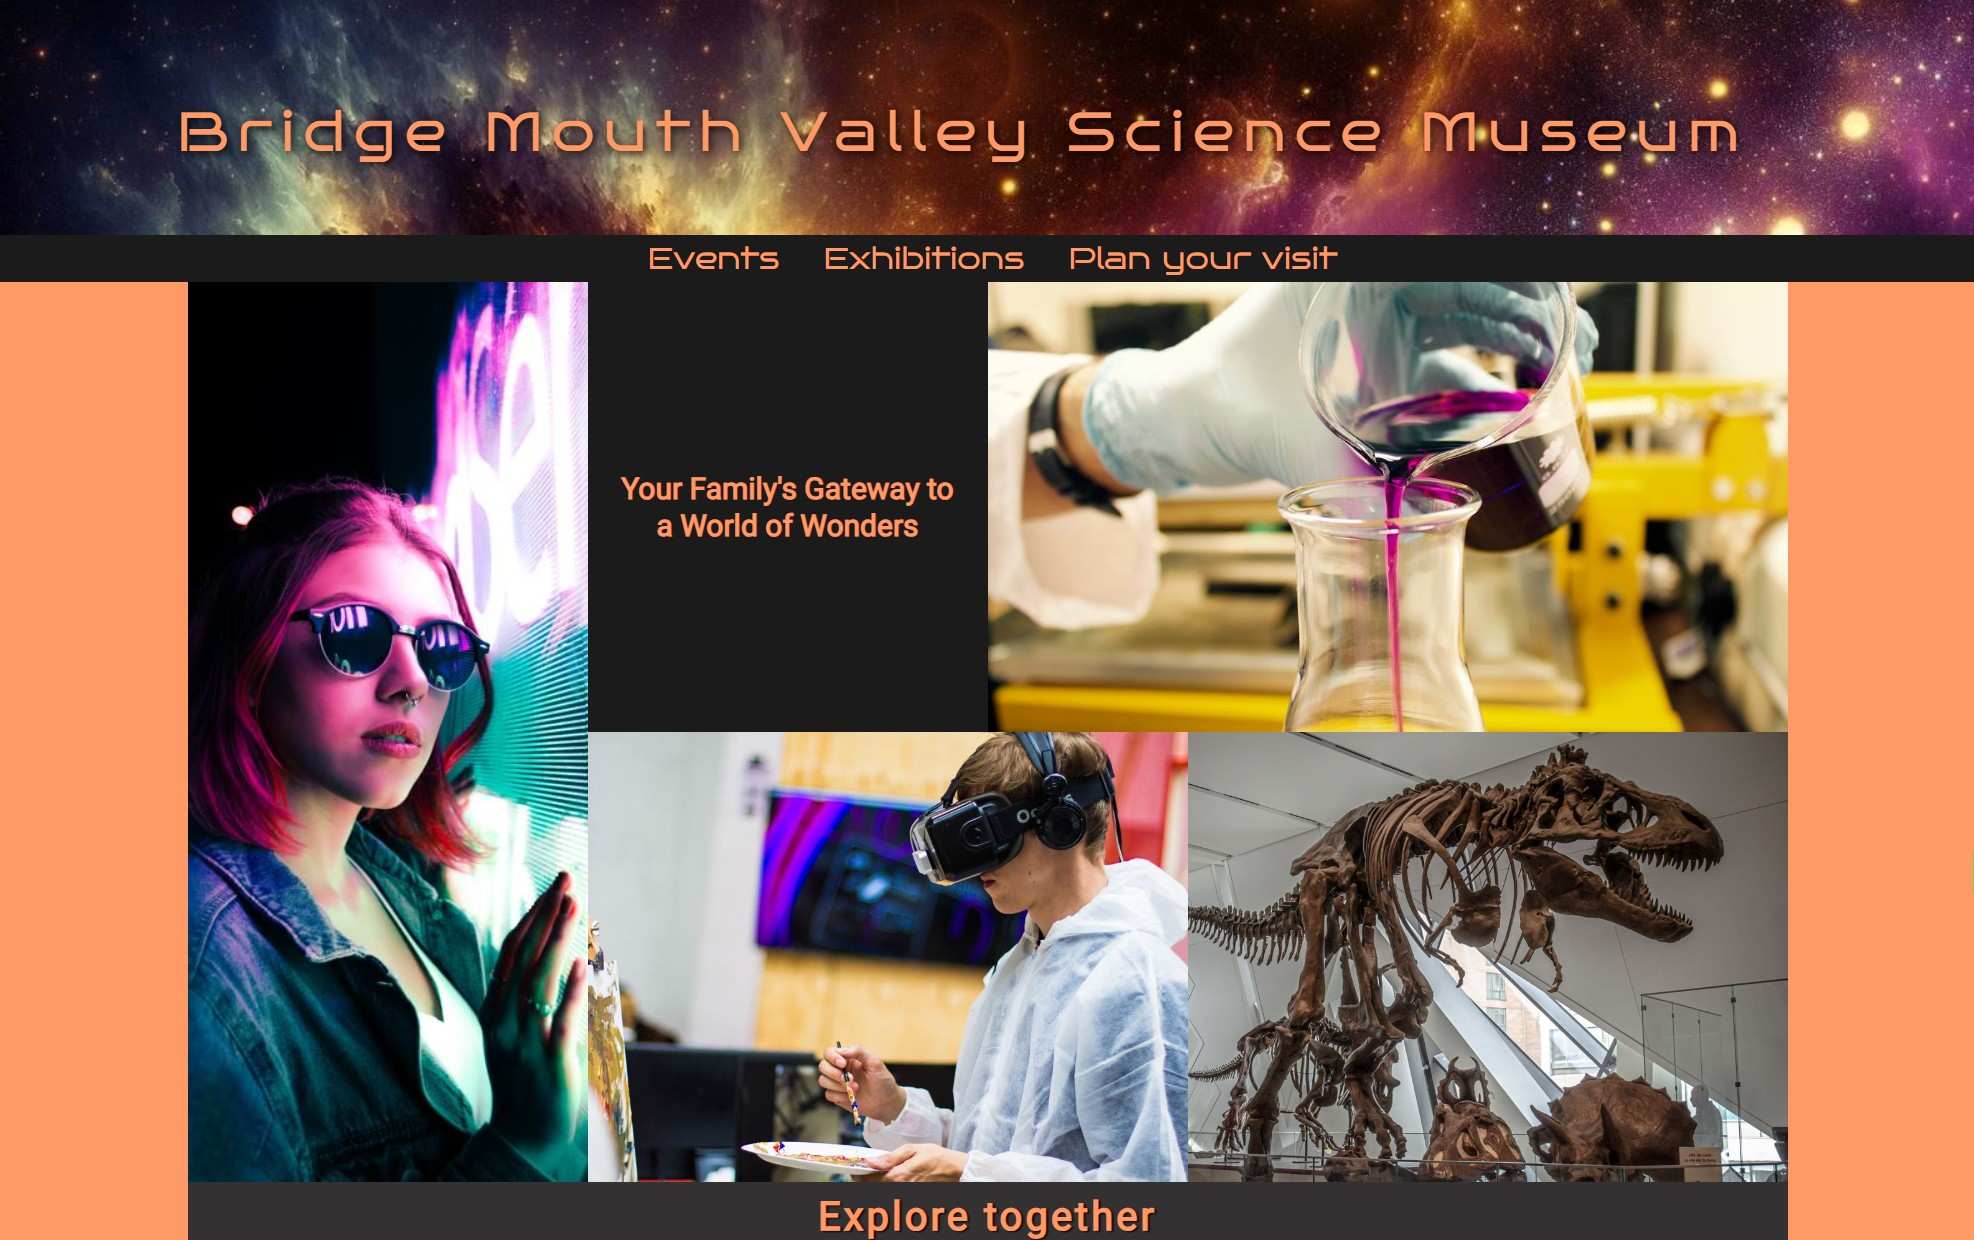 Bridge Mouth Valley Science Museum
Events Exhibitions Plan your visit
Your Family's Gateway to
a World of Wonders
Explore together